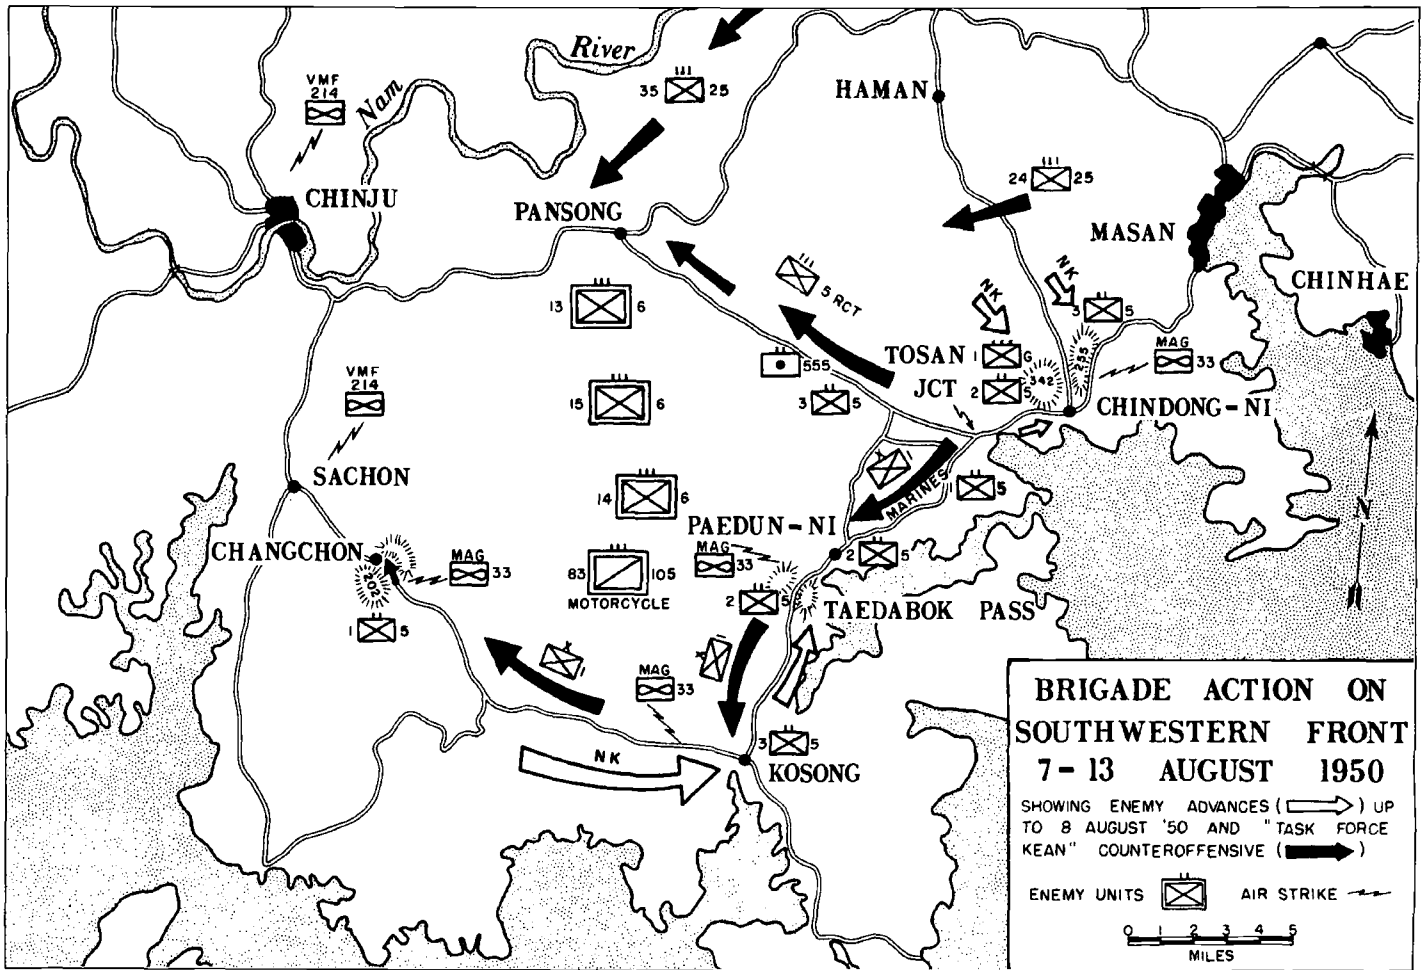 River
Nam
VMF
214
35 25
HAMAN
CHINJU
PANSONG
24 25
MASAN
CHINHAE
NK
NK
3 5
5 RCT
13 6
TOSAN
JCT
1 G
342
255
MAG
33
2 5
555
3 5
CHINDONG-NI
VMF
214
15 6
SACHON
1
MARINES
5
14 6
PAEDUN-NI
2 5
N
CHANGCHON
202
MAG
33
MAG
33
83 105
MOTORCYCLE
2 5
TAEDABOK PASS
1 5
1
1
MAG
33
NK
3 5
KOSONG
BRIGADE ACTION ON
SOUTHWESTERN FRONT
7-13 AUGUST 1950
SHOWING ENEMY ADVANCES ( ) UP
TO 8 AUGUST '50 AND "TASK FORCE
KEAN" COUNTEROFFENSIVE ( )
ENEMY UNITS AIR STRIKE
0 1 2 3 4 5
MILES